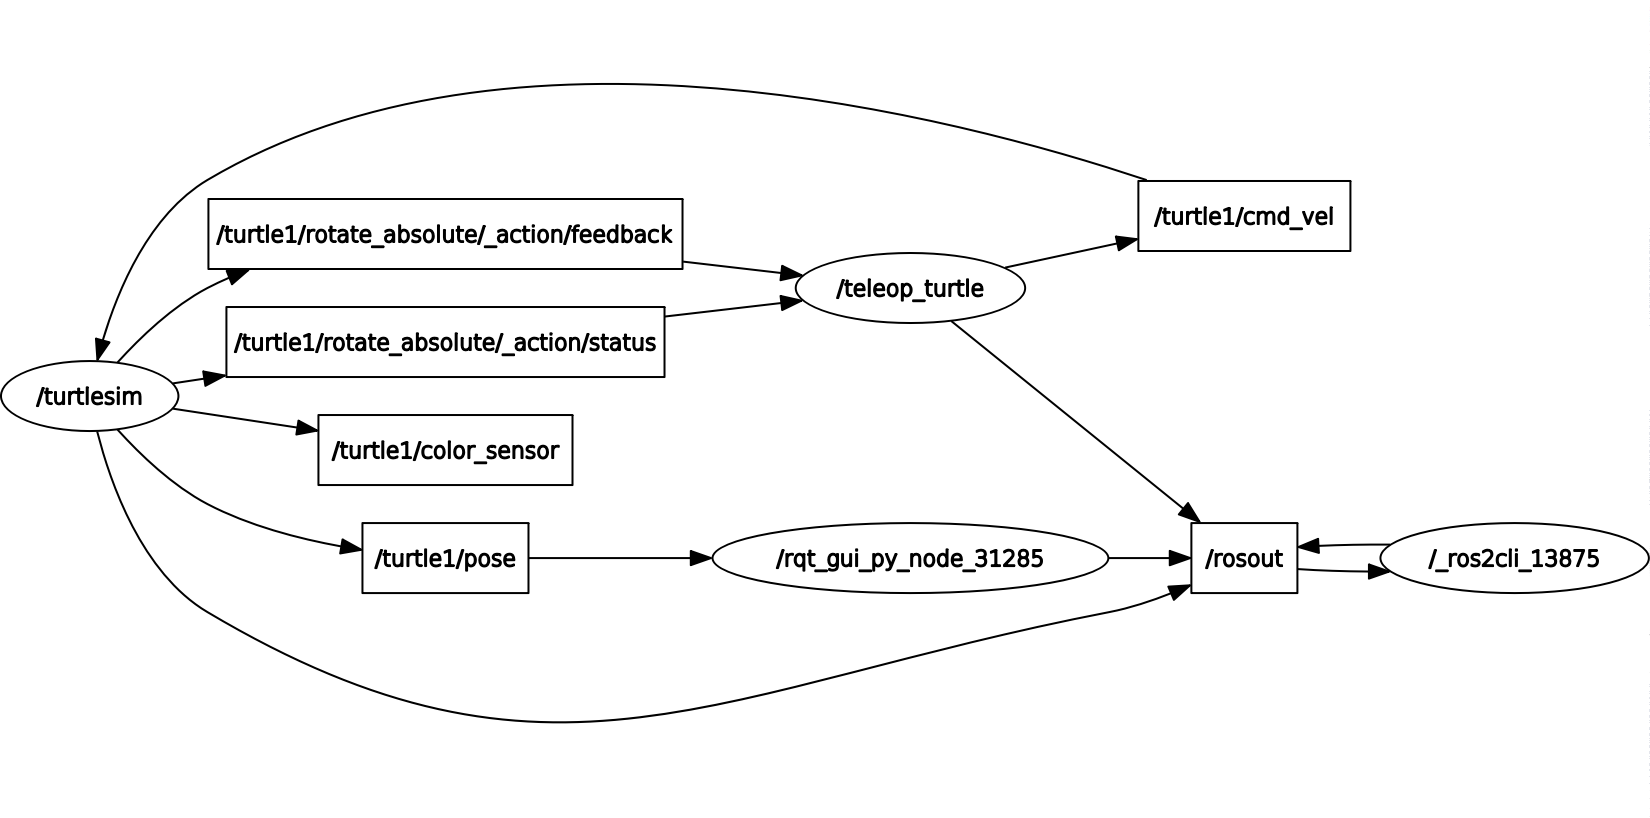 /turtle1/cmd_vel
/turtle1/rotate_absolute/_action/feedback
/teleop_turtle
/turtle1/rotate_absolute/_action/status
/turtlesim
/turtle1/color_sensor
/turtle1/pose
/rqt_gui_py_node_31285
/rosout
/_ros2cli_13875